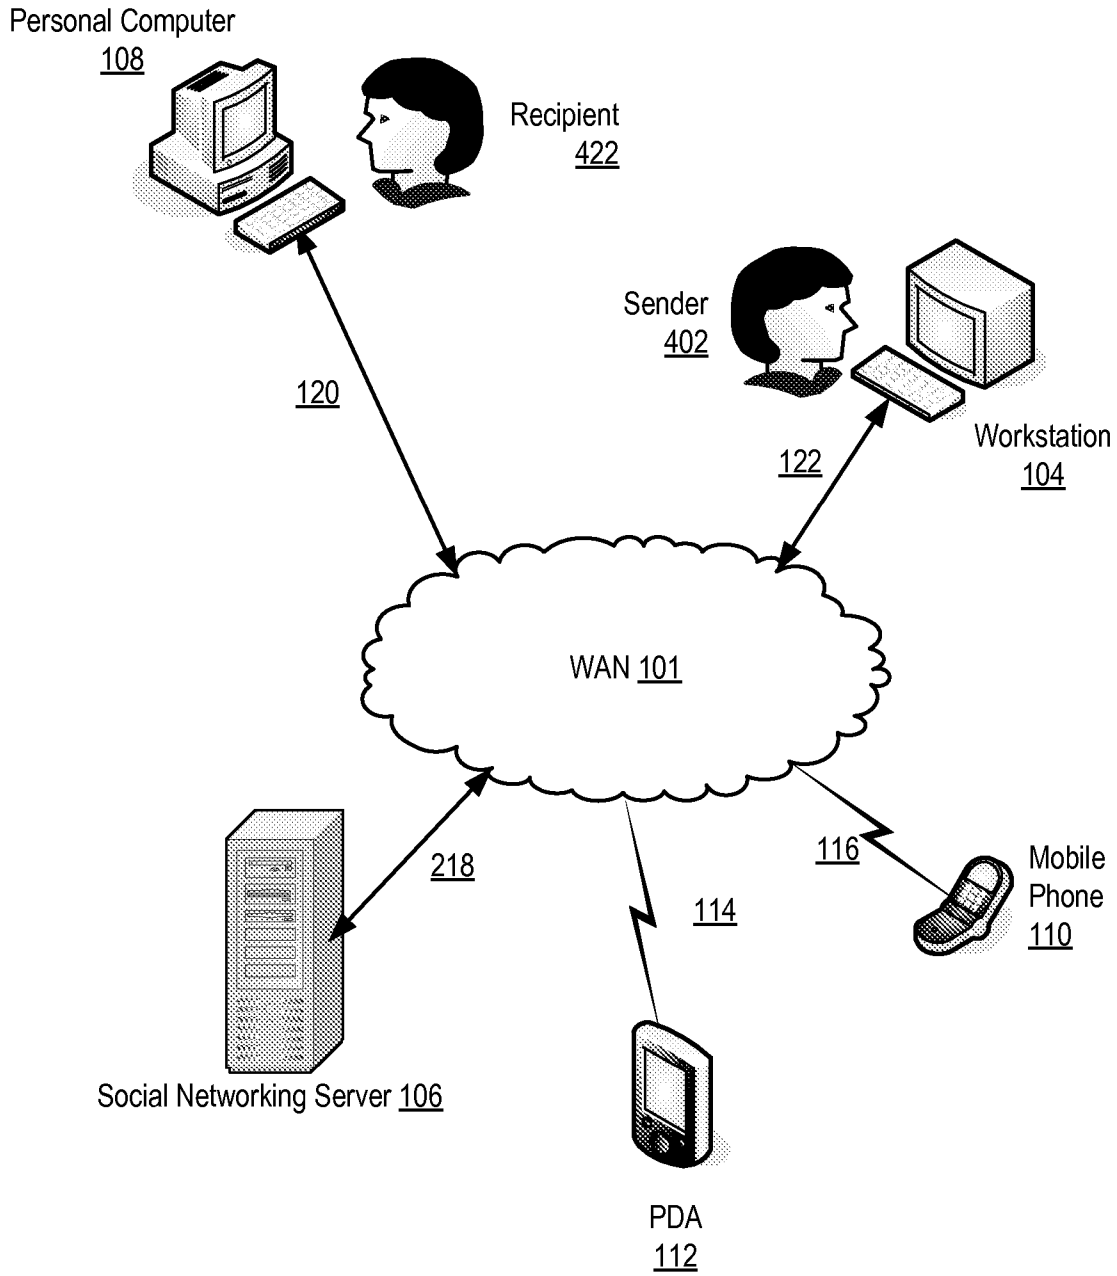 Personal Computer
108
Recipient
422
Sender
402
120
122
Workstation
104
WAN 101
218
116
Mobile
Phone
110
114
Social Networking Server 106
PDA
112